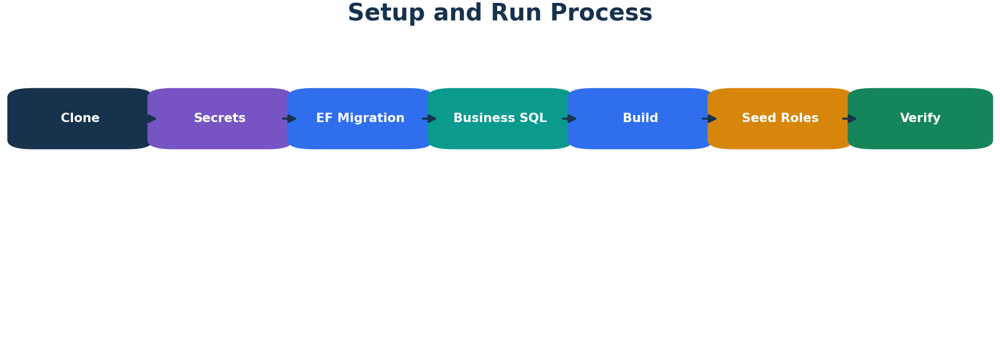 Setup and Run Process
Clone
Secrets
EF Migration
Business SQL
Build
Seed Roles
Verify